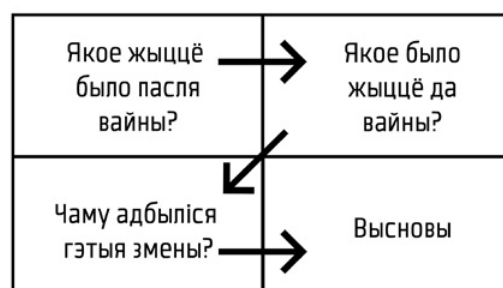 Якое жыццё
было пасля
вайны?
Якое было
жыццё да
вайны?
Чаму адбыліся
гэтыя змены?
Высновы